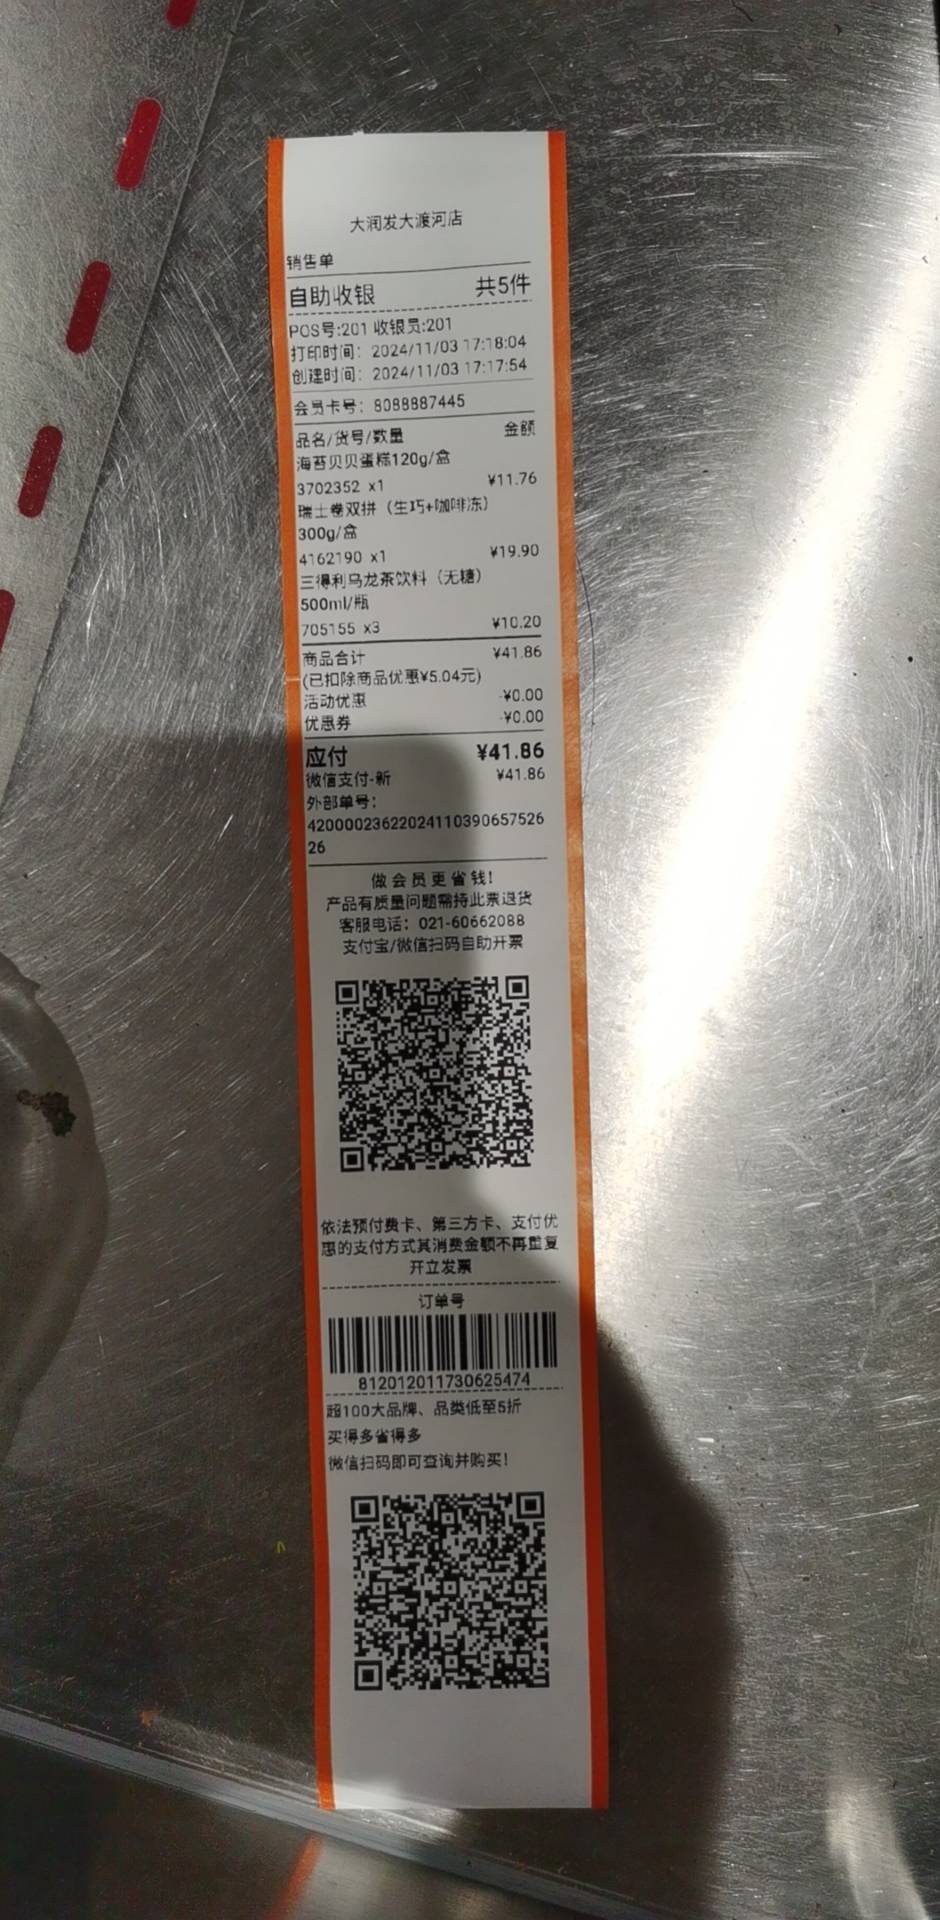 大润发大渡河店
销售单
自助收银 共5件
POS号:201 收银员:201
打印时间: 2024/11/03 17:18:04
创建时间: 2024/11/03 17:17:54
会员卡号: 8088887445
品名/货号/数量 金额
海苔贝贝蛋糕120g/盒
3702352 x1 ¥11.76
瑞士卷双拼（生巧+咖啡冻）
300g/盒
4162190 x1 ¥19.90
三得利乌龙茶饮料（无糖）
500ml/瓶
705155 x3 ¥10.20
商品合计 ¥41.86
(已扣除商品优惠¥5.04元)
活动优惠 -¥0.00
优惠券 -¥0.00
应付 ¥41.86
微信支付-新 ¥41.86
外部单号:
42000023622024110390657526
26
做会员更省钱!
产品有质量问题需持此票退货
客服电话: 021-60662088
支付宝/微信扫码自助开票
依法预付费卡、第三方卡、支付优
惠的支付方式其消费金额不再重复
开立发票
订单号
812012011730625474
超100大品牌、品类低至5折
买得多省得多
微信扫码即可查询并购买!